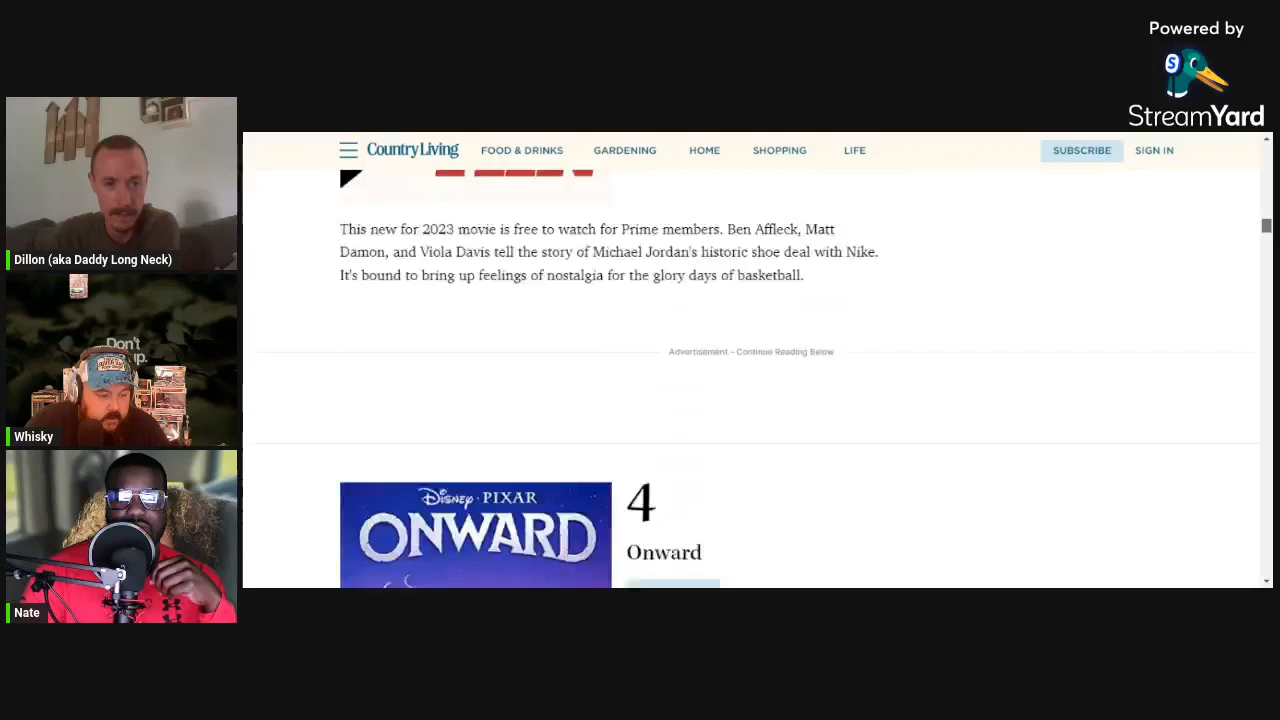 Powered by
StreamYard
Dillon (aka Daddy Long Neck)
Don't
up.
Whisky
Nate
Country Living
FOOD & DRINKS
GARDENING
HOME
SHOPPING
LIFE
SUBSCRIBE
SIGN IN
This new for 2023 movie is free to watch for Prime members. Ben Affleck, Matt
Damon, and Viola Davis tell the story of Michael Jordan's historic shoe deal with Nike.
It's bound to bring up feelings of nostalgia for the glory days of basketball.
Advertisement - Continue Reading Below
Disney · PIXAR
ONWARD
4
Onward